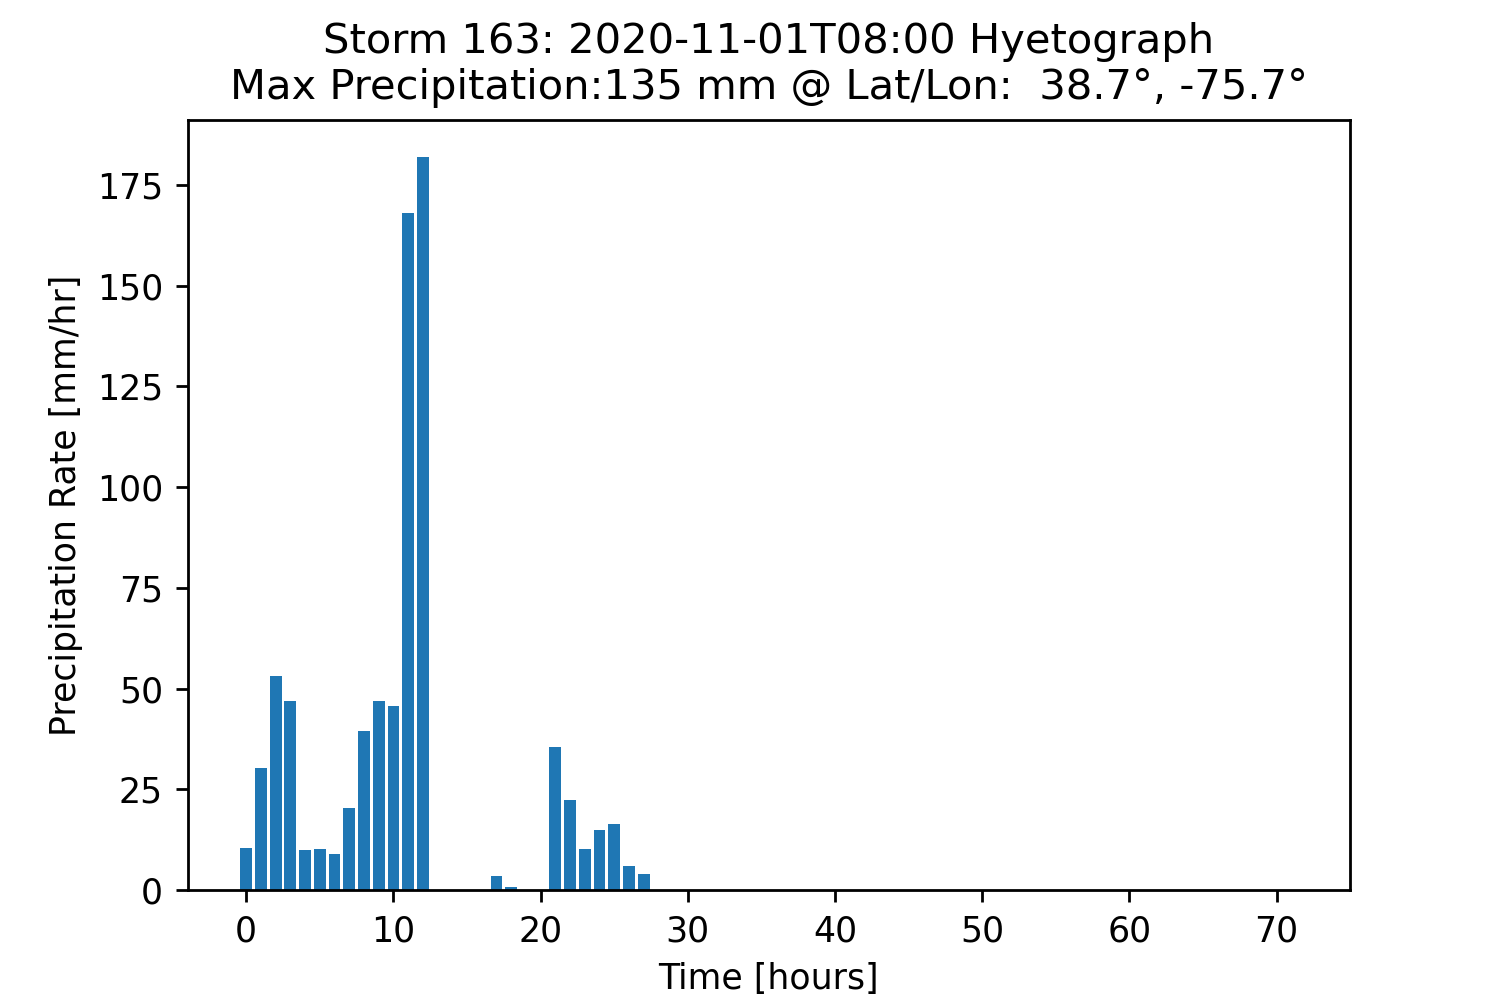 Storm 163: 2020-11-01T08:00 Hyetograph
Max Precipitation:135 mm @ Lat/Lon:  38.7°, -75.7°
Precipitation Rate [mm/hr]
175
150
125
100
75
50
25
0
0 10 20 30 40 50 60 70
Time [hours]